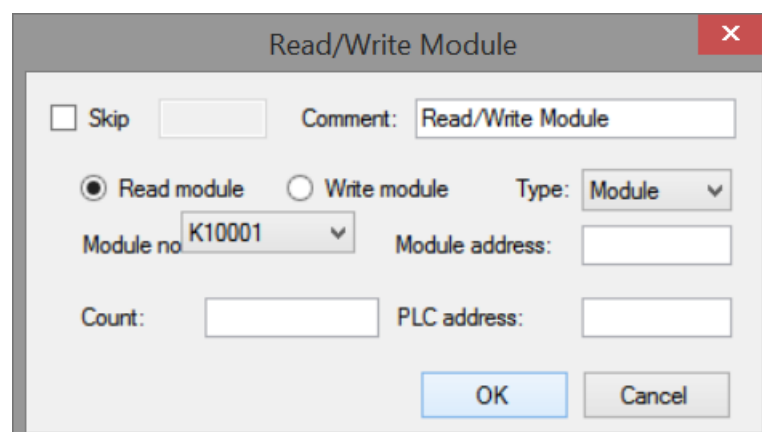 Read/Write Module
Skip Comment: Read/Write Module
Read module Write module Type: Module
Module no K10001 Module address:
Count: PLC address:
OK Cancel